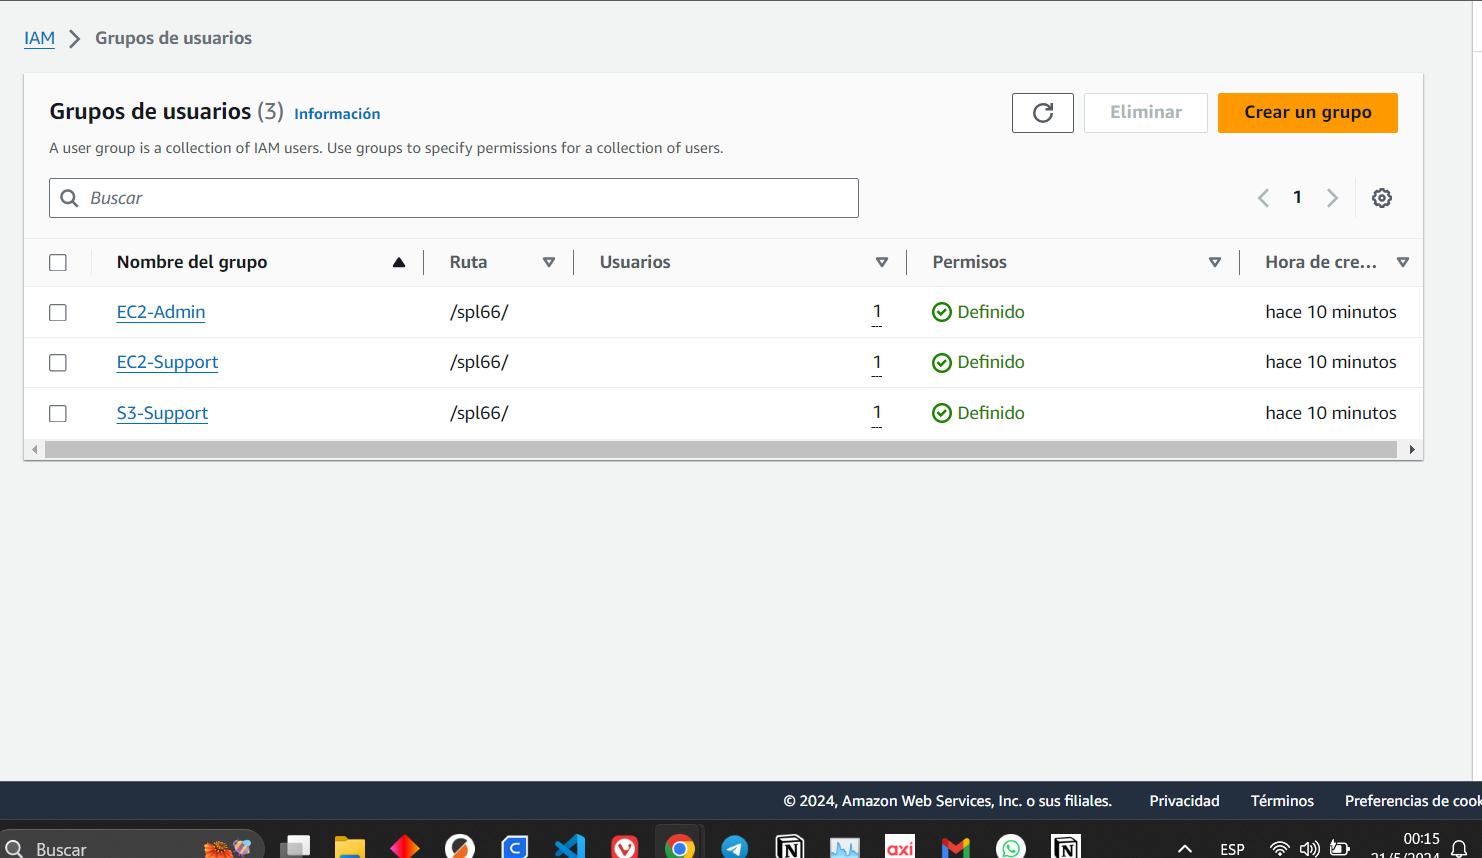 IAM > Grupos de usuarios
Grupos de usuarios (3) Información
Eliminar
Crear un grupo
A user group is a collection of IAM users. Use groups to specify permissions for a collection of users.
Buscar
1
Nombre del grupo Ruta Usuarios Permisos Hora de cre...
EC2-Admin /spl66/ 1 Definido hace 10 minutos
EC2-Support /spl66/ 1 Definido hace 10 minutos
S3-Support /spl66/ 1 Definido hace 10 minutos
© 2024, Amazon Web Services, Inc. o sus filiales. Privacidad Términos Preferencias de cook
Buscar
axi
ESP
00:15
21/5/2024